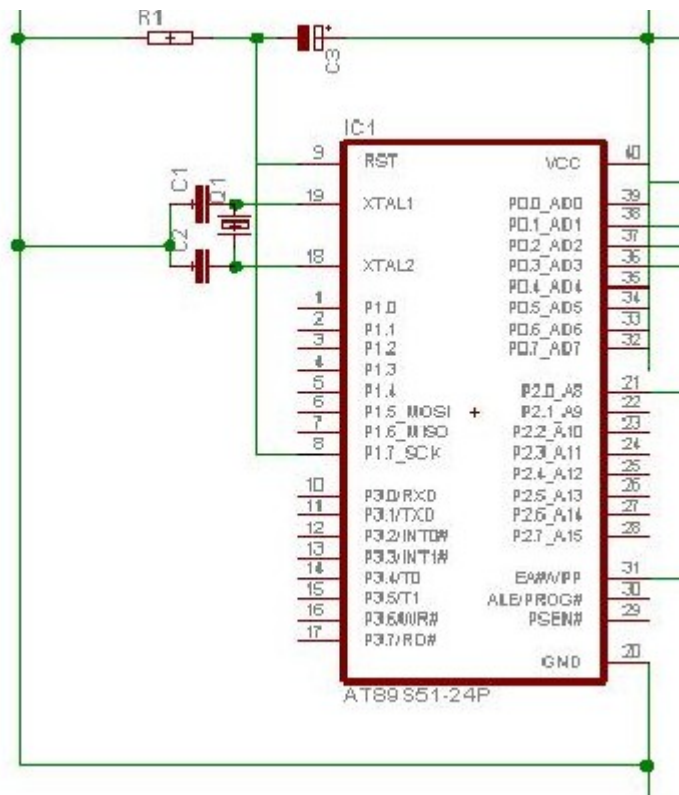 R1
C3
IC1
9 RST VCC 40
C1 Q1 19 XTAL1 P0.0_AD0 39
P0.1_AD1 38
P0.2_AD2 37
C2 18 XTAL2 P0.3_AD3 36
P0.4_AD4 35
1 P1.0 P0.5_AD5 34
2 P1.1 P0.6_AD6 33
3 P1.2 P0.7_AD7 32
4 P1.3
5 P1.4 P2.0_A8 21
6 P1.5_MOSI P2.1_A9 22
7 P1.6_MISO P2.2_A10 23
8 P1.7_SCK P2.3_A11 24
P2.4_A12 25
10 P3.0/RXD P2.5_A13 26
11 P3.1/TXD P2.6_A14 27
12 P3.2/INT0# P2.7_A15 28
13 P3.3/INT1#
14 P3.4/T0 EA#/VPP 31
15 P3.5/T1 ALE/PROG# 30
16 P3.6/WR# PSEN# 29
17 P3.7/RD#
GND 20
AT89S51-24P